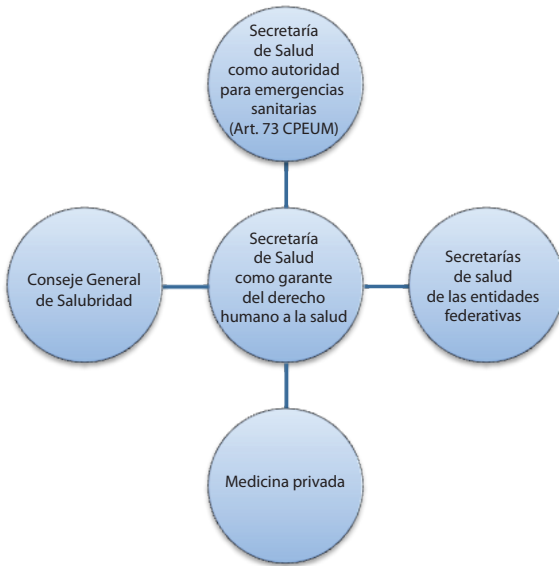 Secretaría
de Salud
como autoridad
para emergencias
sanitarias
(Art. 73 CPEUM)
Conseje General
de Salubridad
Secretaría
de Salud
como garante
del derecho
humano a la salud
Secretarías
de salud
de las entidades
federativas
Medicina privada